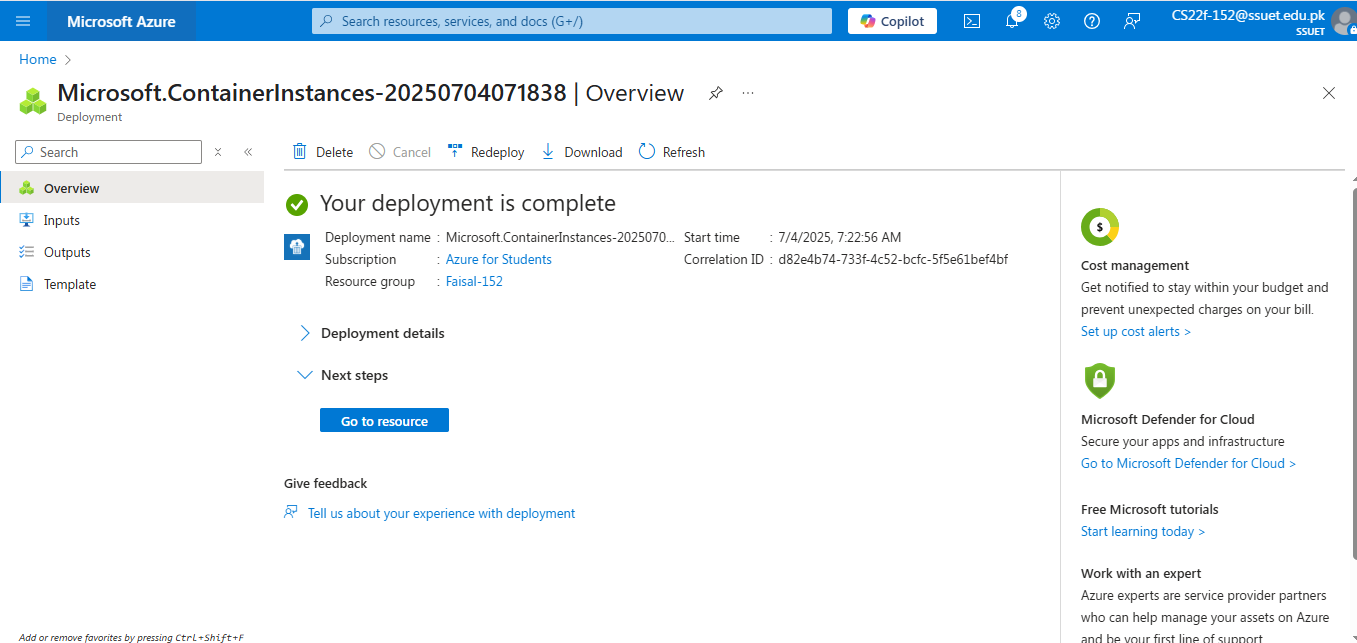 Microsoft Azure
Search resources, services, and docs (G+/)
Copilot
8
CS22f-152@ssuet.edu.pk
SSUET
Home
Microsoft.ContainerInstances-20250704071838 | Overview
Deployment
Search
Delete
Cancel
Redeploy
Download
Refresh
Overview
Inputs
Outputs
Template
Your deployment is complete
Deployment name : Microsoft.ContainerInstances-2025070...
Subscription : Azure for Students
Resource group : Faisal-152
Start time : 7/4/2025, 7:22:56 AM
Correlation ID : d82e4b74-733f-4c52-bcfc-5f5e61bef4bf
Deployment details
Next steps
Go to resource
Give feedback
Tell us about your experience with deployment
Cost management
Get notified to stay within your budget and
prevent unexpected charges on your bill.
Set up cost alerts >
Microsoft Defender for Cloud
Secure your apps and infrastructure
Go to Microsoft Defender for Cloud >
Free Microsoft tutorials
Start learning today >
Work with an expert
Azure experts are service provider partners
who can help manage your assets on Azure
and be your first line of support.
Add or remove favorites by pressing Ctrl+Shift+F